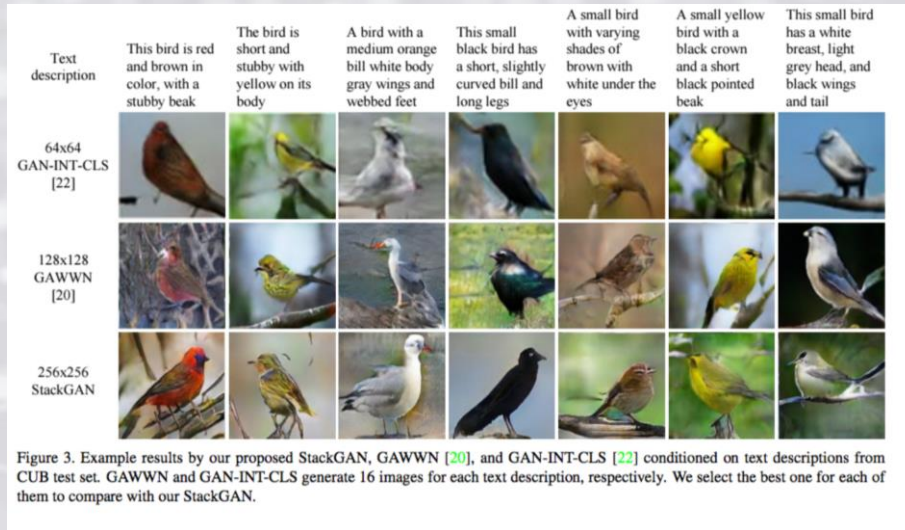 Text
description
This bird is red
and brown in
color, with a
stubby beak
The bird is
short and
stubby with
yellow on its
body
A bird with a
medium orange
bill white body
gray wings and
webbed feet
This small
black bird has
a short, slightly
curved bill and
long legs
A small bird
with varying
shades of
brown with
white under the
eyes
A small yellow
bird with a
black crown
and a short
black pointed
beak
This small bird
has a white
breast, light
grey head, and
black wings
and tail
64x64
GAN-INT-CLS
[22]
128x128
GAWWN
[20]
256x256
StackGAN
Figure 3. Example results by our proposed StackGAN, GAWWN [20], and GAN-INT-CLS [22] conditioned on text descriptions from
CUB test set. GAWWN and GAN-INT-CLS generate 16 images for each text description, respectively. We select the best one for each of
them to compare with our StackGAN.